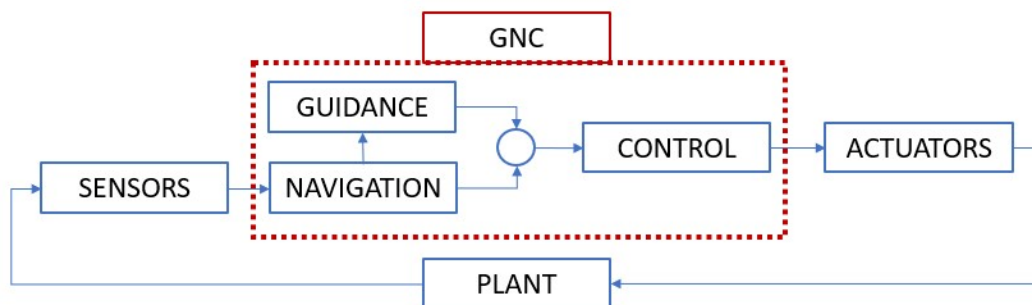 GNC
GUIDANCE
CONTROL
ACTUATORS
SENSORS
NAVIGATION
PLANT